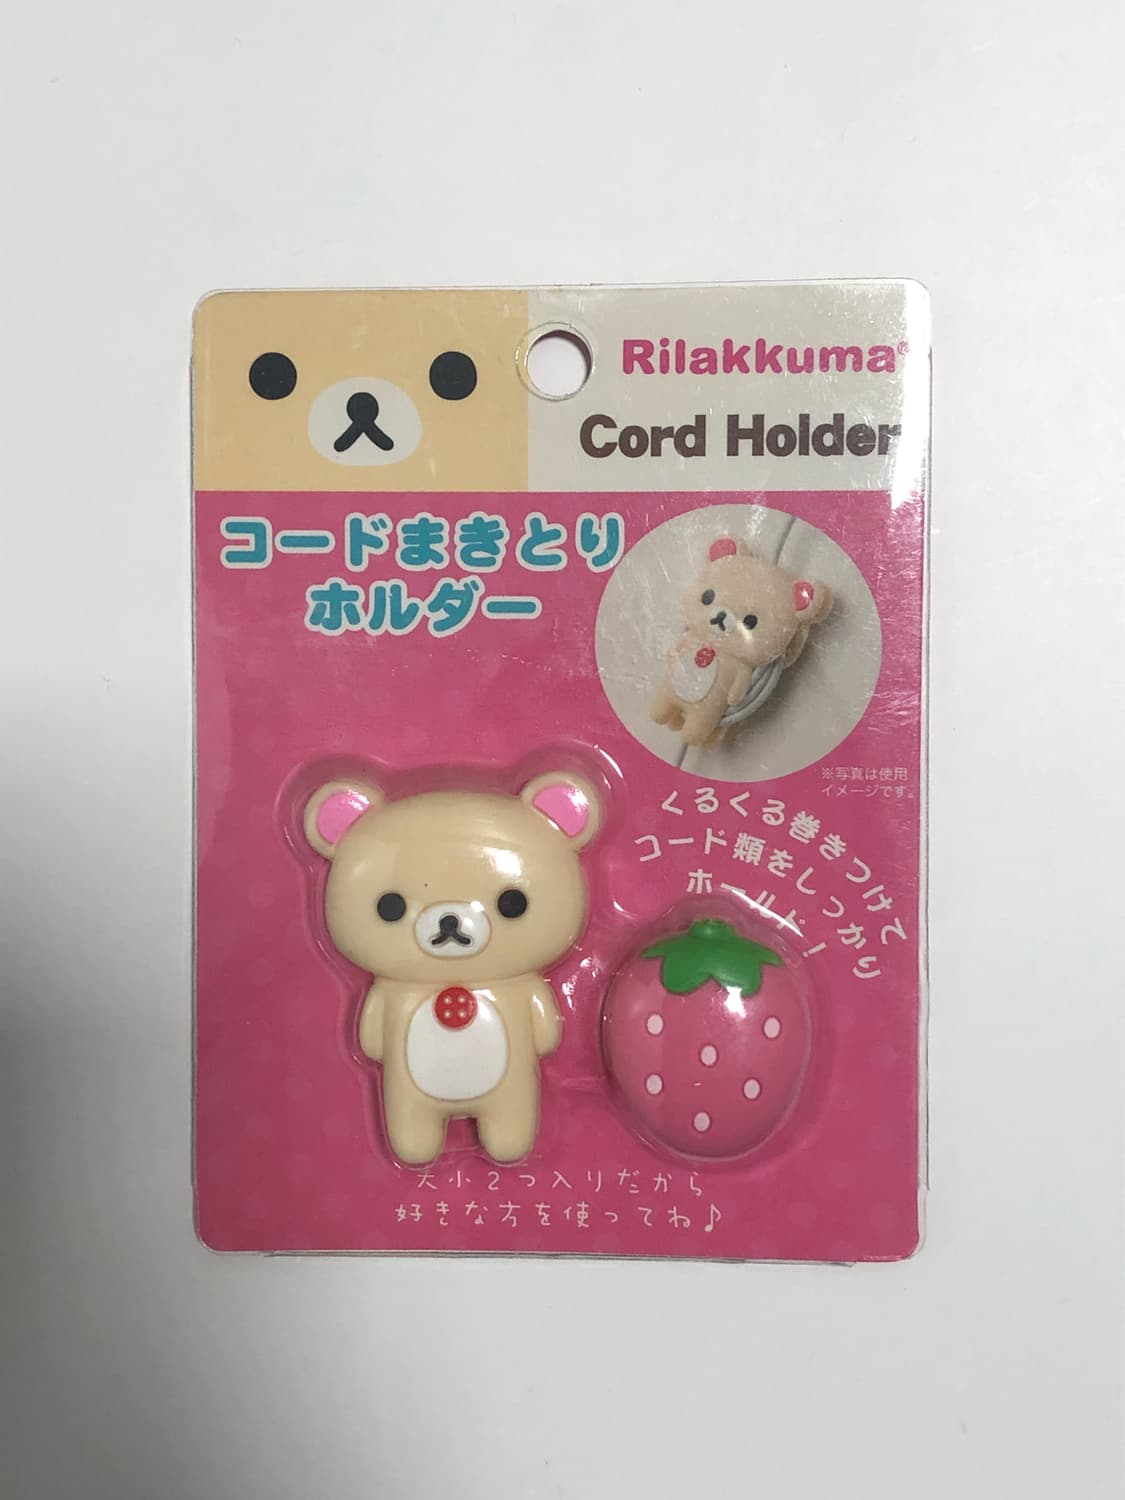 Rilakkuma®
Cord Holder
コードまきとり
ホルダー
※写真は使用
イメージです。
くるくる巻きつけて
コード類をしっかり
ホールド!
大小2つ入りだから
好きな方を使ってね♪